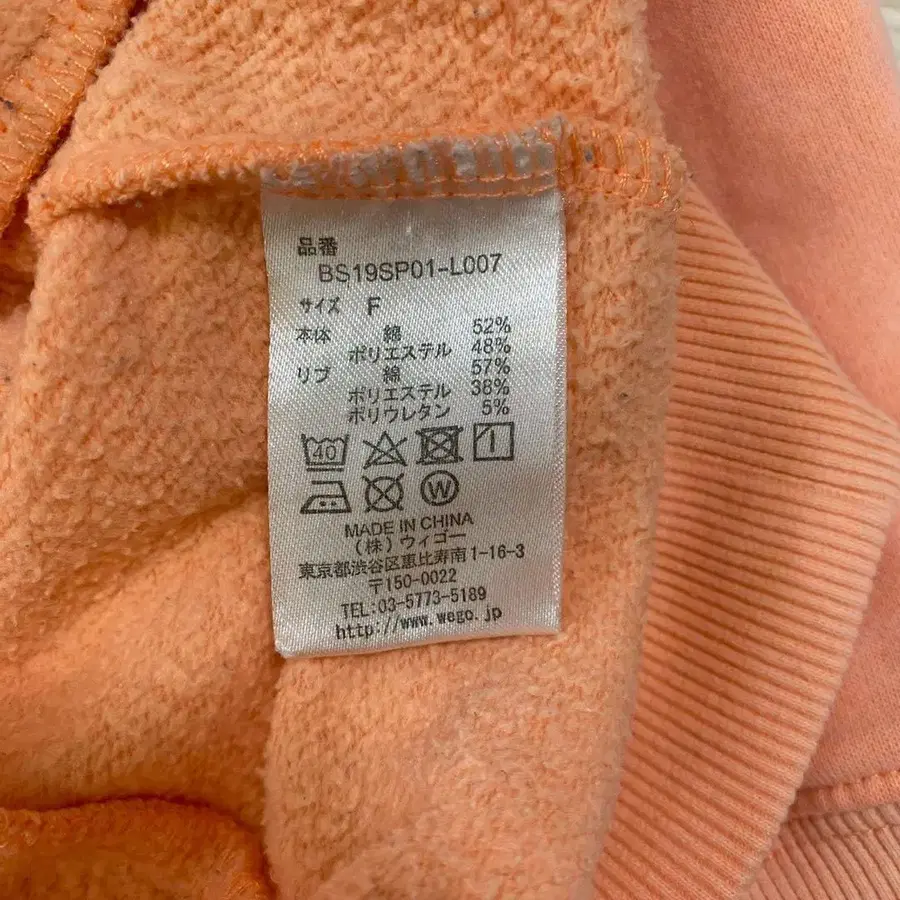 品番
BS19SP01-L007
サイズ F
本体 綿 52%
ポリエステル 48%
リブ 綿 57%
ポリエステル 38%
ポリウレタン 5%
40
W
MADE IN CHINA
(株)ウィゴー
東京都渋谷区恵比寿南1-16-3
〒150-0022
TEL:03-5773-5189
http://www.wego.jp